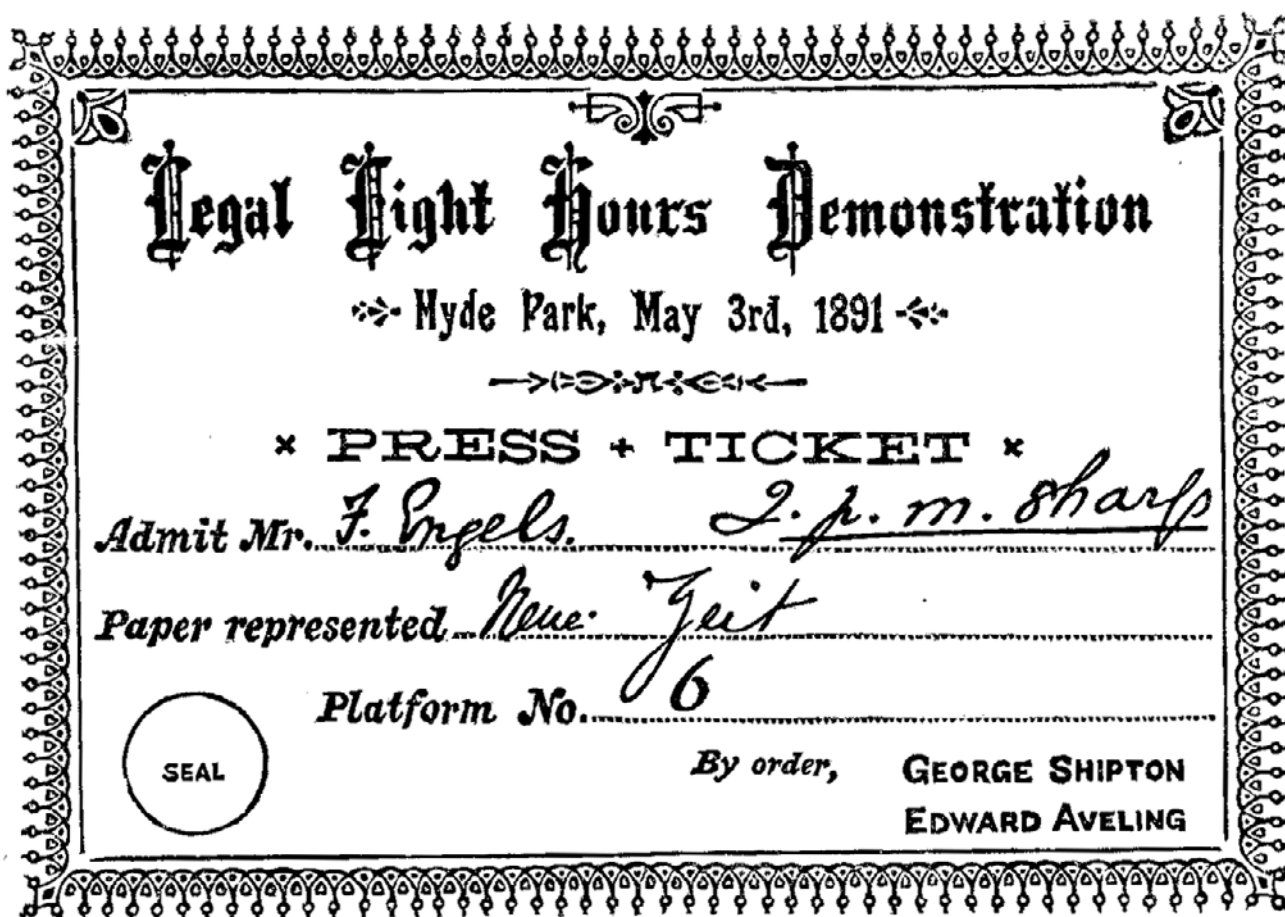 Legal Eight Hours Demonstration
Hyde Park, May 3rd, 1891
× PRESS + TICKET ×
Admit Mr. F. Engels. 2. p. m. sharp
Paper represented Neue Zeit
Platform No. 6
SEAL
By order, GEORGE SHIPTON
EDWARD AVELING